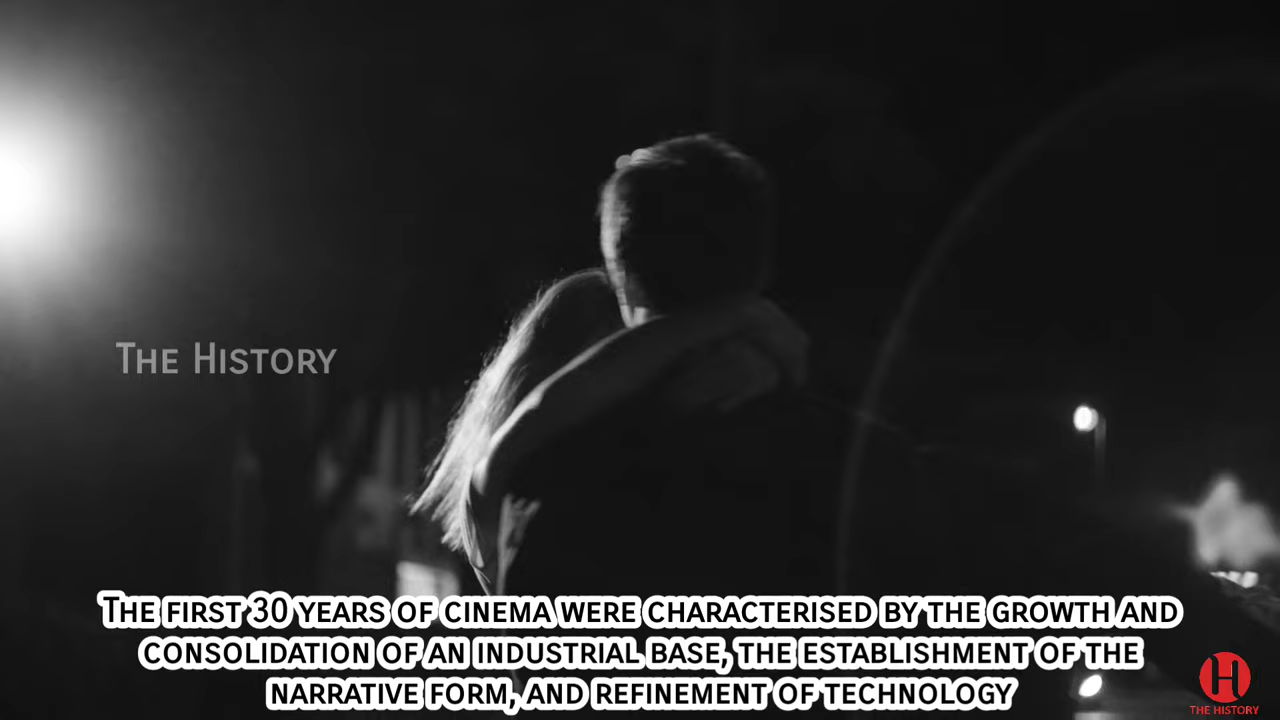 The History
The first 30 years of cinema were characterised by the growth and
consolidation of an industrial base, the establishment of the
narrative form, and refinement of technology
H
THE HISTORY